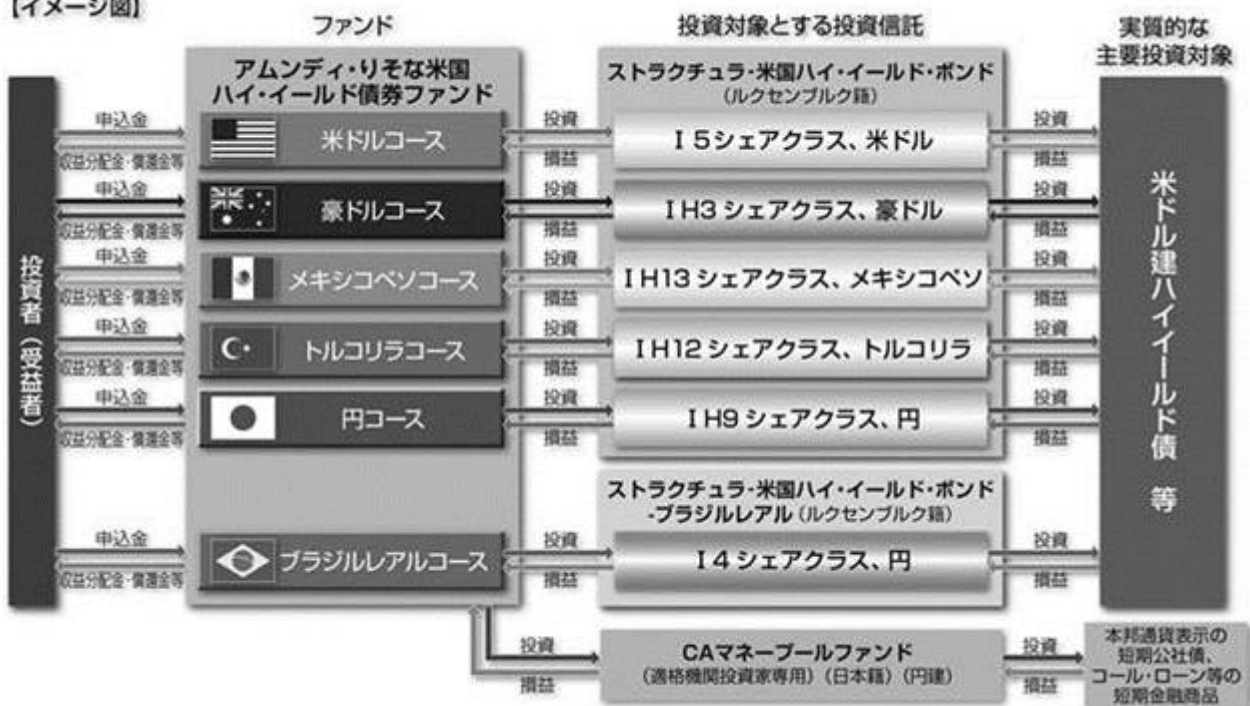 【イメージ図】
ファンド
投資対象とする投資信託
実質的な
主要投資対象
アムンディ・りそな米国
ハイ・イールド債券ファンド
ストラクチュラ-米国ハイ・イールド・ボンド
(ルクセンブルク籍)
投資者(受益者)
申込金
収益分配金・償還金等
米ドルコース
投資
損益
I 5シェアクラス、米ドル
投資
損益
申込金
収益分配金・償還金等
豪ドルコース
投資
損益
I H3 シェアクラス、豪ドル
投資
損益
申込金
収益分配金・償還金等
メキシコペソコース
投資
損益
I H13 シェアクラス、メキシコペソ
投資
損益
申込金
収益分配金・償還金等
トルコリラコース
投資
損益
I H12 シェアクラス、トルコリラ
投資
損益
申込金
収益分配金・償還金等
円コース
投資
損益
I H9 シェアクラス、円
投資
損益
ストラクチュラ-米国ハイ・イールド・ボンド
-ブラジルレアル(ルクセンブルク籍)
申込金
収益分配金・償還金等
ブラジルレアルコース
投資
損益
I 4 シェアクラス、円
投資
損益
米ドル建ハイイールド債 等
投資
損益
CAマネープールファンド
(適格機関投資家専用)(日本籍)(円建)
投資
損益
本邦通貨表示の
短期公社債、
コール・ローン等の
短期金融商品